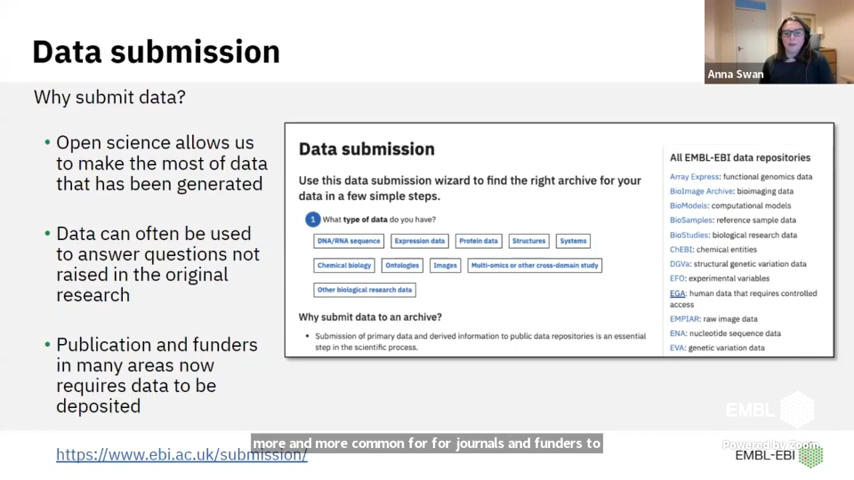 Data submission
Anna Swan
Why submit data?
• Open science allows us
to make the most of data
that has been generated
• Data can often be used
to answer questions not
raised in the original
research
• Publication and funders
in many areas now
requires data to be
deposited
https://www.ebi.ac.uk/submission/
Data submission
Use this data submission wizard to find the right archive for your
data in a few simple steps.
1 What type of data do you have?
DNA/RNA sequence Expression data Protein data Structures Systems
Chemical biology Ontologies Images Multi-omics or other cross-domain study
Other biological research data
Why submit data to an archive?
• Submission of primary data and derived information to public data repositories is an essential
step in the scientific process.
All EMBL-EBI data repositories
Array Express: functional genomics data
BioImage Archive: bioimaging data
BioModels: computational models
BioSamples: reference sample data
BioStudies: biological research data
ChEBI: chemical entities
DGVa: structural genetic variation data
EFO: experimental variables
EGA: human data that requires controlled
access
EMPIAR: raw image data
ENA: nucleotide sequence data
EVA: genetic variation data
more and more common for for journals and funders to
EMBL
Powered by Zoom
EMBL-EBI